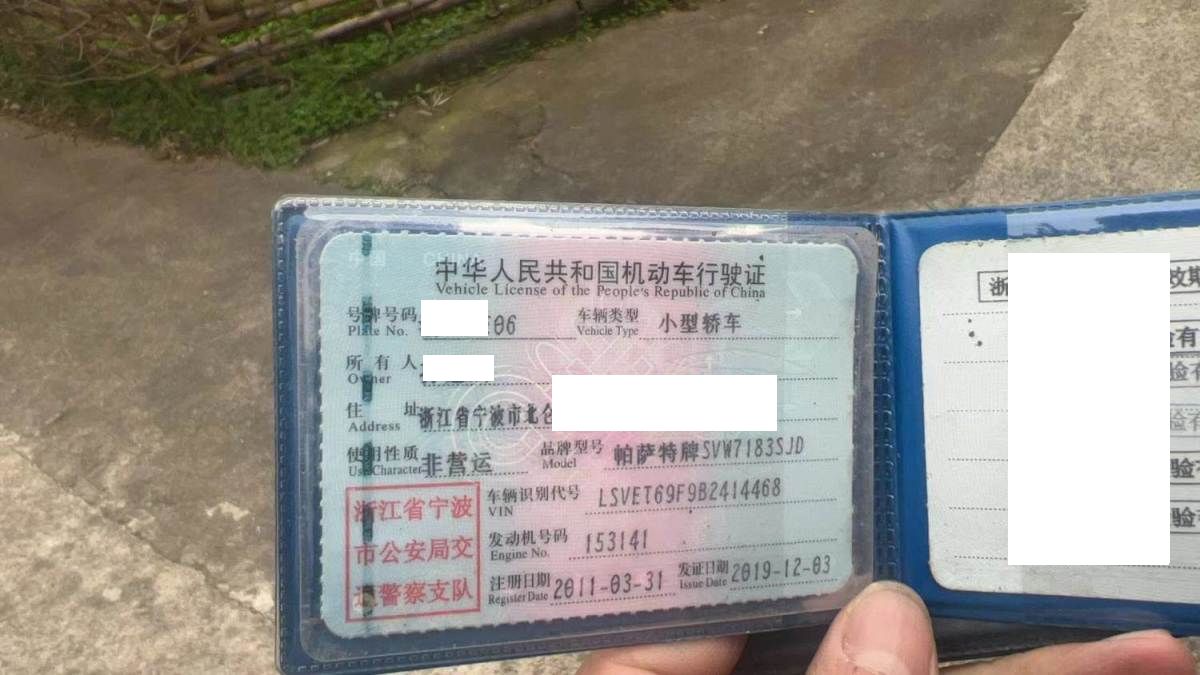 中华人民共和国机动车行驶证
Vehicle License of the People's Republic of China
号牌号码 T06 车辆类型 小型轿车
Plate No. Vehicle Type
所有人
Owner
住址 浙江省宁波市北仑
Address
使用性质 非营运 品牌型号 帕萨特牌SVW7183SJD
Use Character Model
车辆识别代号 LSVET69F9B2414468
VIN
发动机号码 153141
Engine No.
注册日期 2011-03-31 发证日期 2019-12-03
Register Date Issue Date
浙江省宁波
市公安局交
通警察支队
浙
效期
验有
验有
验
验